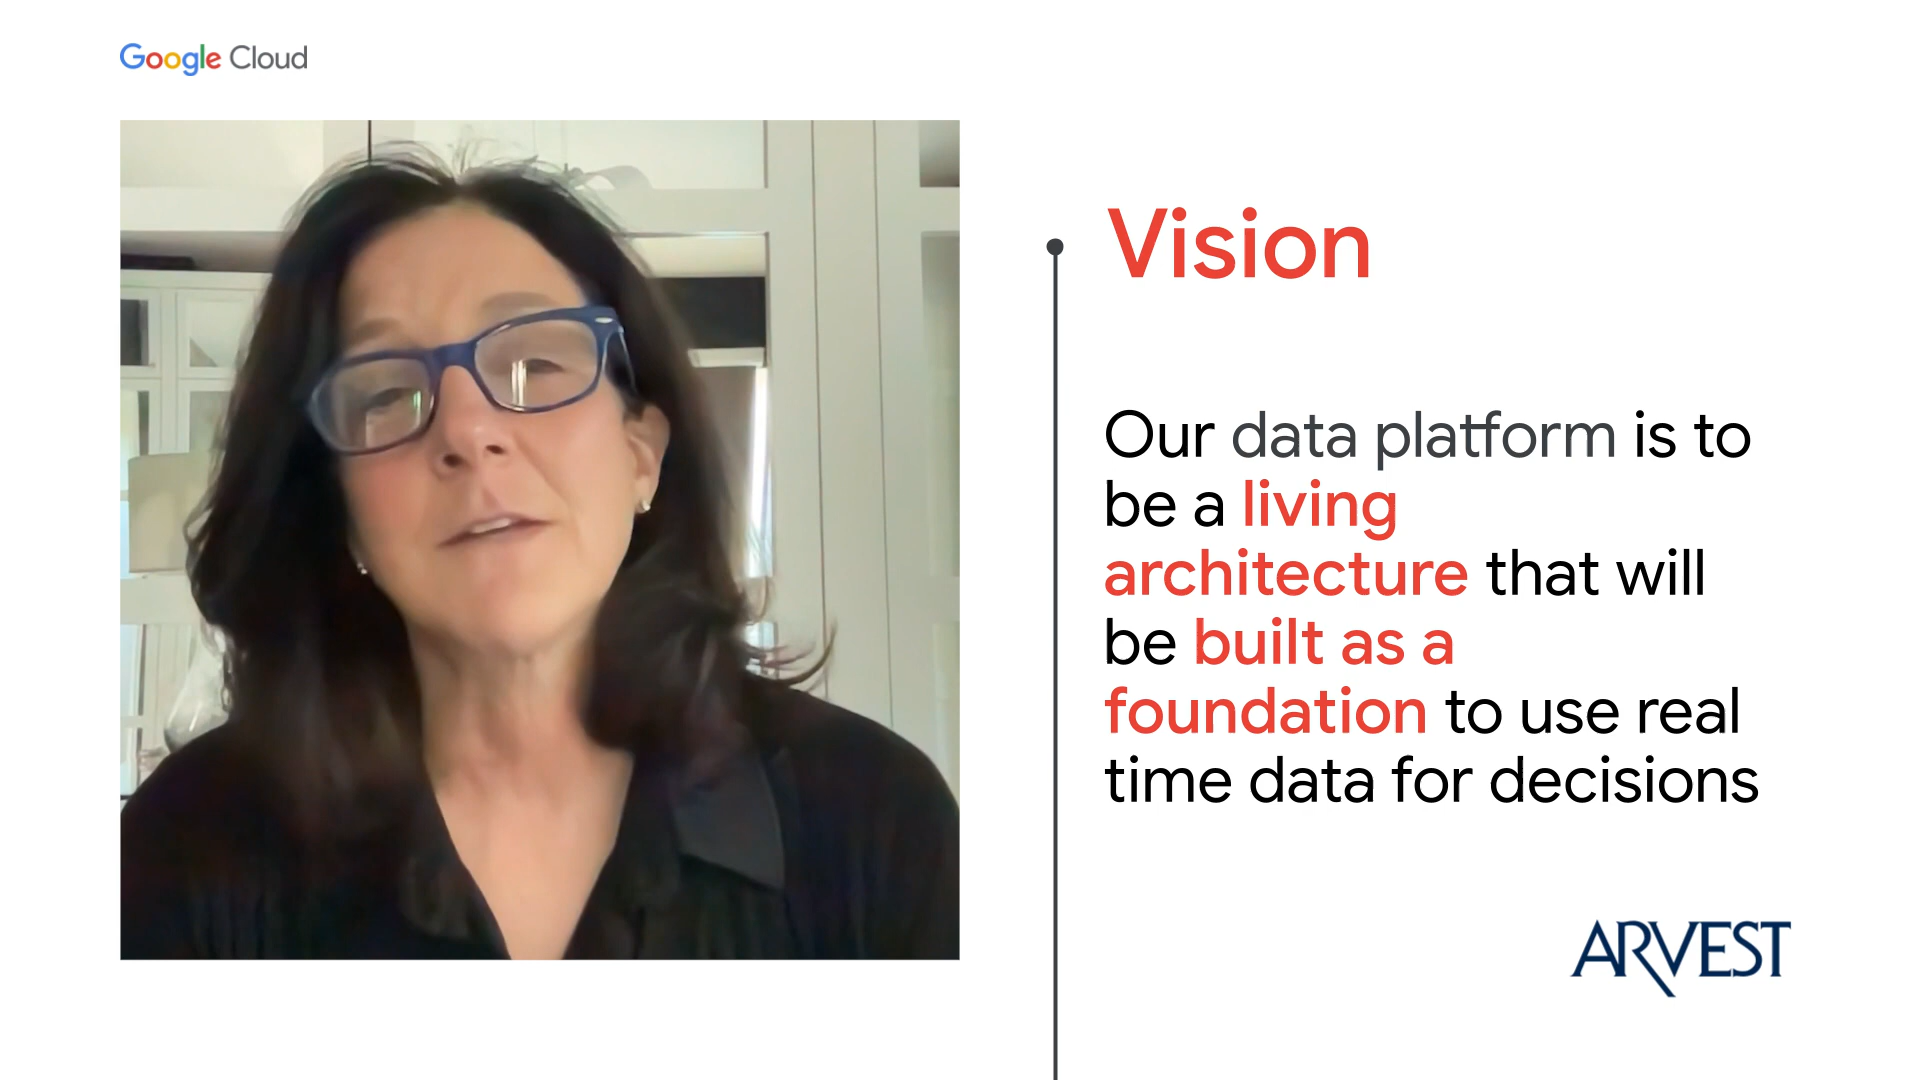 Google Cloud
Vision
Our data platform is to
be a living
architecture that will
be built as a
foundation to use real
time data for decisions
ARVEST